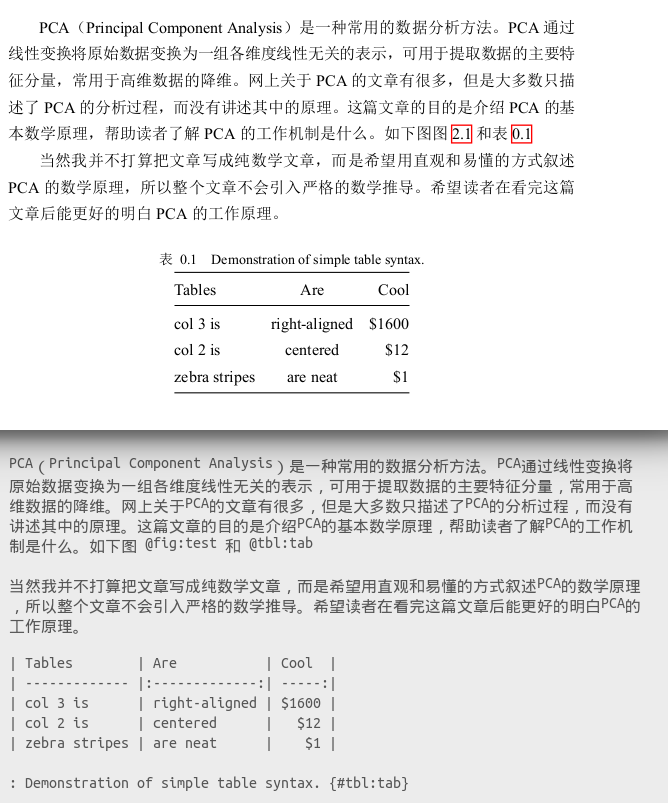 PCA（Principal Component Analysis）是一种常用的数据分析方法。PCA 通过
线性变换将原始数据变换为一组各维度线性无关的表示，可用于提取数据的主要特
征分量，常用于高维数据的降维。网上关于 PCA 的文章有很多，但是大多数只描
述了 PCA 的分析过程，而没有讲述其中的原理。这篇文章的目的是介绍 PCA 的基
本数学原理，帮助读者了解 PCA 的工作机制是什么。如下图图 2.1 和表 0.1
当然我并不打算把文章写成纯数学文章，而是希望用直观和易懂的方式叙述
PCA 的数学原理，所以整个文章不会引入严格的数学推导。希望读者在看完这篇
文章后能更好的明白 PCA 的工作原理。
表 0.1 Demonstration of simple table syntax.
Tables Are Cool
col 3 is right-aligned $1600
col 2 is centered $12
zebra stripes are neat $1
PCA（Principal Component Analysis）是一种常用的数据分析方法。PCA通过线性变换将
原始数据变换为一组各维度线性无关的表示，可用于提取数据的主要特征分量，常用于高
维数据的降维。网上关于PCA的文章有很多，但是大多数只描述了PCA的分析过程，而没有
讲述其中的原理。这篇文章的目的是介绍PCA的基本数学原理，帮助读者了解PCA的工作机
制是什么。如下图 @fig:test 和 @tbl:tab
当然我并不打算把文章写成纯数学文章，而是希望用直观和易懂的方式叙述PCA的数学原理
，所以整个文章不会引入严格的数学推导。希望读者在看完这篇文章后能更好的明白PCA的
工作原理。
| Tables | Are | Cool |
| ------------- |:-------------:| -----:|
| col 3 is | right-aligned | $1600 |
| col 2 is | centered | $12 |
| zebra stripes | are neat | $1 |
: Demonstration of simple table syntax. {#tbl:tab}